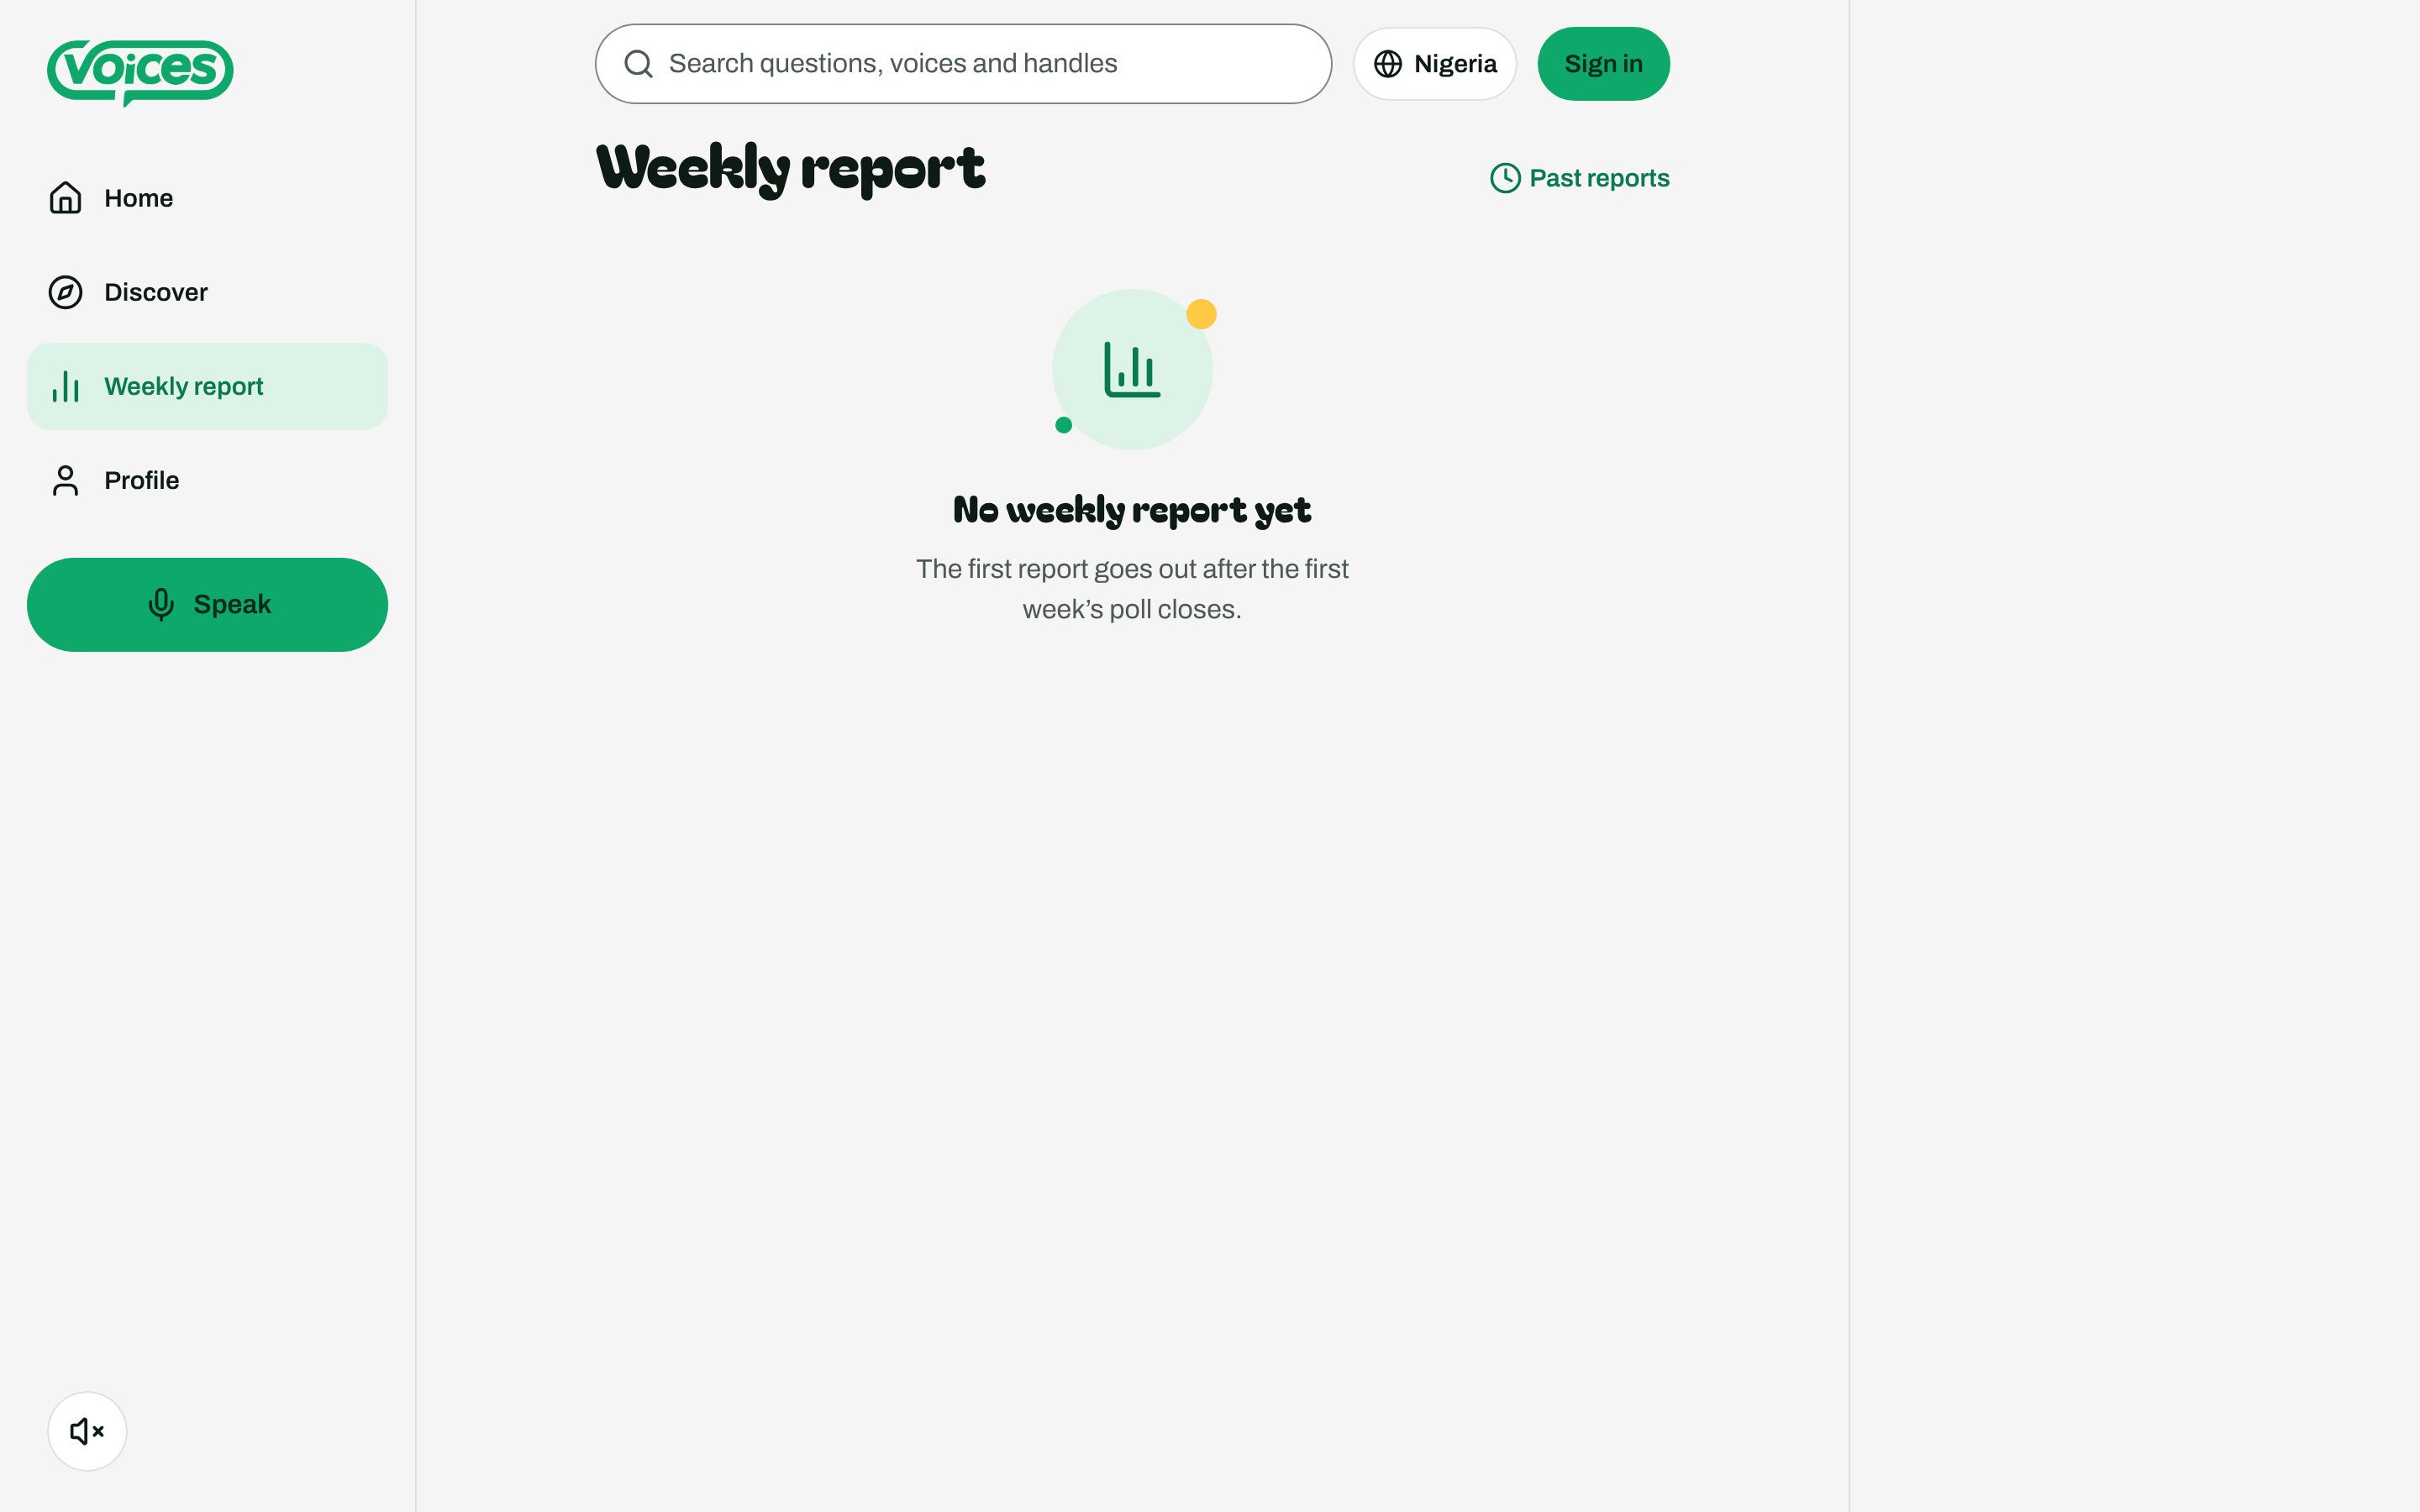 voices
Search questions, voices and handles
Nigeria
Sign in
Home
Discover
Weekly report
Profile
Speak
Weekly report
Past reports
No weekly report yet
The first report goes out after the first
week’s poll closes.